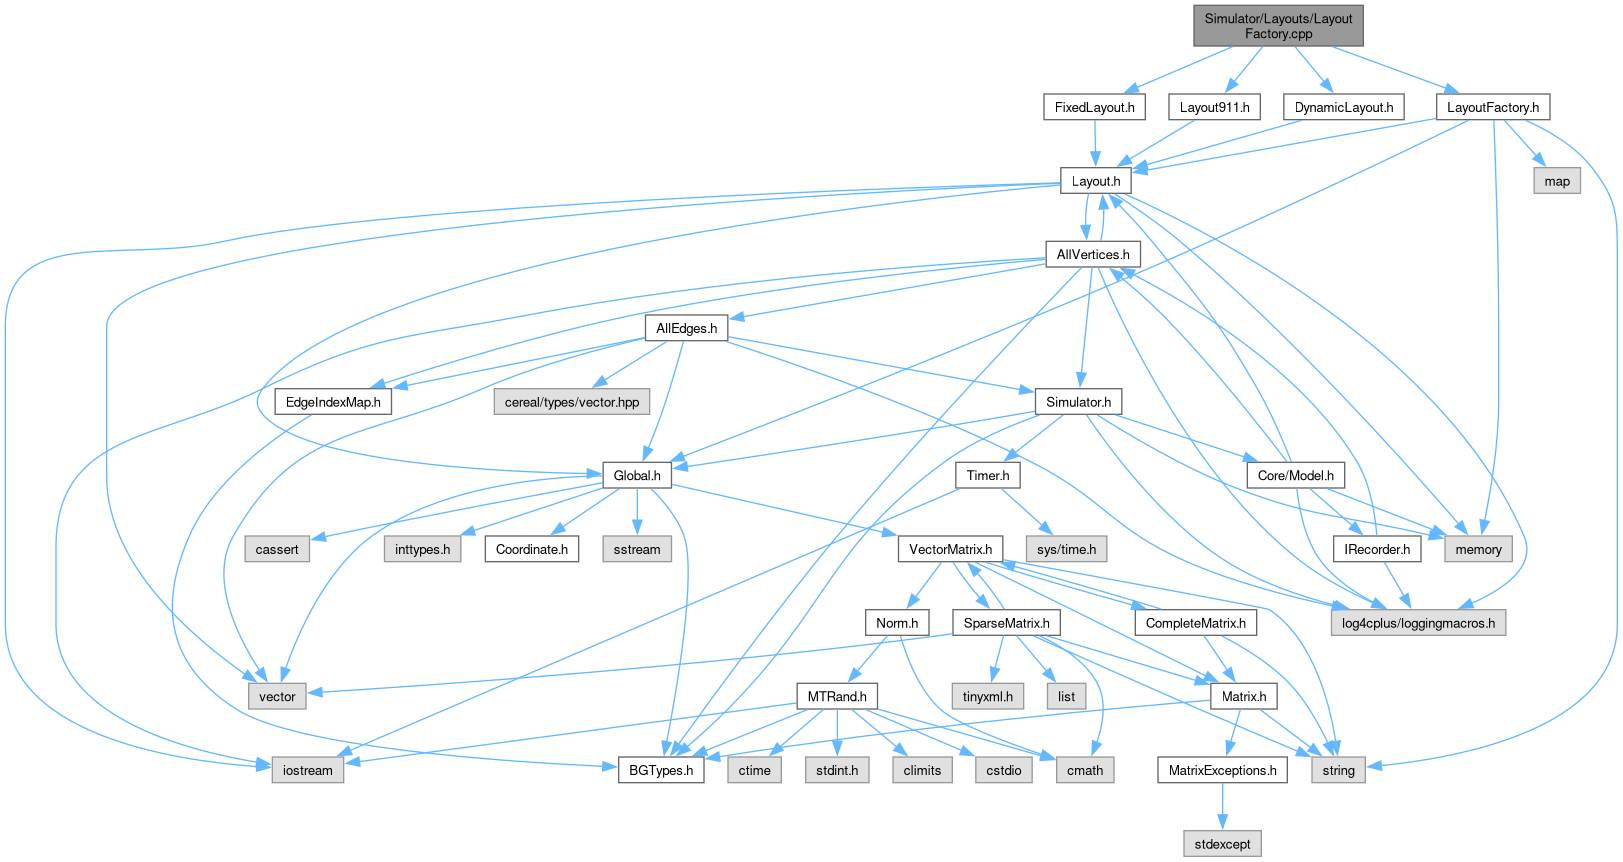 Simulator/Layouts/Layout
Factory.cpp
FixedLayout.h
Layout911.h
DynamicLayout.h
LayoutFactory.h
Layout.h
map
AllVertices.h
AllEdges.h
EdgeIndexMap.h
cereal/types/vector.hpp
Simulator.h
Global.h
Timer.h
Core/Model.h
cassert
inttypes.h
Coordinate.h
sstream
VectorMatrix.h
sys/time.h
IRecorder.h
memory
Norm.h
SparseMatrix.h
CompleteMatrix.h
log4cplus/loggingmacros.h
vector
MTRand.h
tinyxml.h
list
Matrix.h
iostream
BGTypes.h
ctime
stdint.h
climits
cstdio
cmath
MatrixExceptions.h
string
stdexcept